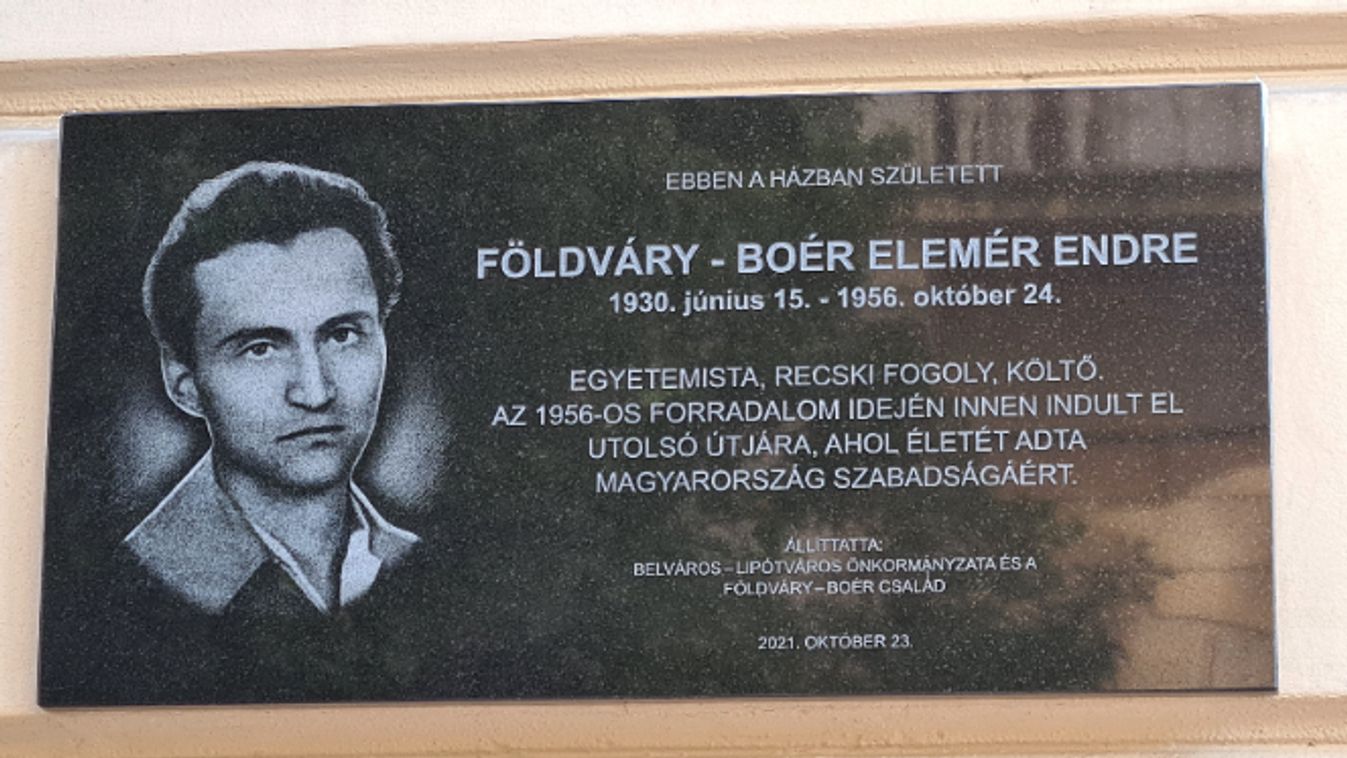 EBBEN A HÁZBAN SZÜLETETT
FÖLDVÁRY - BOÉR ELEMÉR ENDRE
1930. június 15. - 1956. október 24.
EGYETEMISTA, RECSKI FOGOLY, KÖLTŐ.
AZ 1956-OS FORRADALOM IDEJÉN INNEN INDULT EL
UTOLSÓ ÚTJÁRA, AHOL ÉLETÉT ADTA
MAGYARORSZÁG SZABADSÁGÁÉRT.
ÁLLÍTTATTA:
BELVÁROS – LIPÓTVÁROS ÖNKORMÁNYZATA ÉS A
FÖLDVÁRY – BOÉR CSALÁD
2021. OKTÓBER 23.